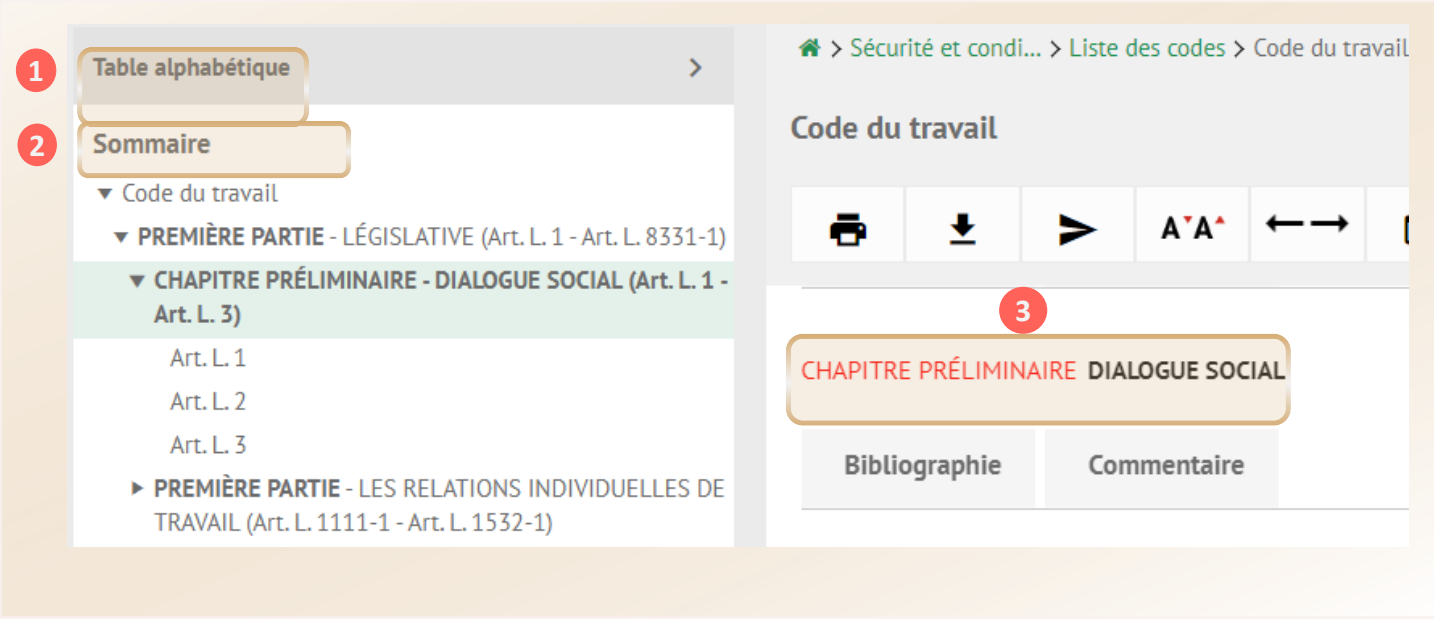 1
Table alphabétique
2
Sommaire
Code du travail
PREMIÈRE PARTIE - LÉGISLATIVE (Art. L. 1 - Art. L. 8331-1)
CHAPITRE PRÉLIMINAIRE - DIALOGUE SOCIAL (Art. L. 1 -
Art. L. 3)
Art. L. 1
Art. L. 2
Art. L. 3
PREMIÈRE PARTIE - LES RELATIONS INDIVIDUELLES DE
TRAVAIL (Art. L. 1111-1 - Art. L. 1532-1)
> Sécurité et condi... > Liste des codes > Code du travail
Code du travail
A A
3
CHAPITRE PRÉLIMINAIRE DIALOGUE SOCIAL
Bibliographie Commentaire